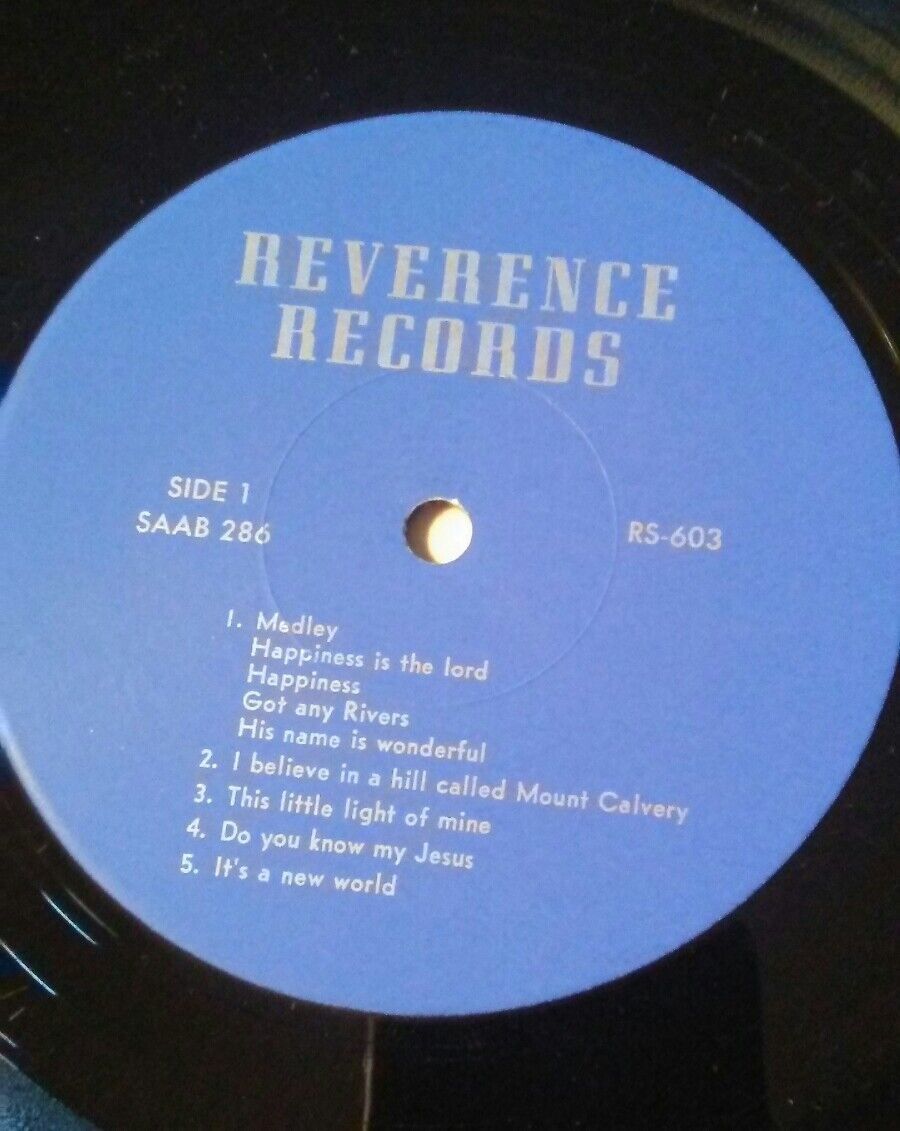 REVERENCE
RECORDS
SIDE 1
SAAB 286
RS-603
1. Medley
Happiness is the lord
Happiness
Got any Rivers
His name is wonderful
2. I believe in a hill called Mount Calvery
3. This little light of mine
4. Do you know my Jesus
5. It's a new world